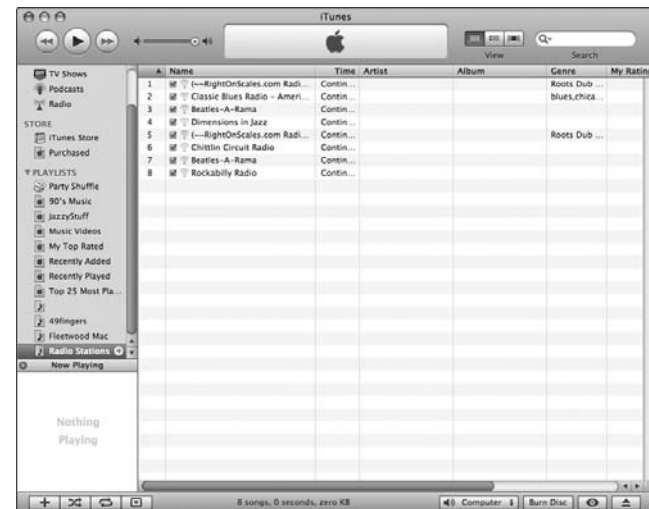 iTunes
View
Search
TV Shows
Podcasts
Radio
STORE
iTunes Store
Purchased
PLAYLISTS
Party Shuffle
90's Music
JazzyStuff
Music Videos
My Top Rated
Recently Added
Recently Played
Top 25 Most Pla...
49fingers
Fleetwood Mac
Radio Stations
Now Playing
Nothing
Playing
Name Time Artist Album Genre My Rating
1 (~~RightOnScales.com Radi... Contin... Roots Dub ...
2 Classic Blues Radio - Ameri... Contin... blues,chica...
3 Beatles-A-Rama Contin...
4 Dimensions in Jazz Contin...
5 (~~RightOnScales.com Radi... Contin... Roots Dub ...
6 Chittlin Circuit Radio Contin...
7 Beatles-A-Rama Contin...
8 Rockabilly Radio Contin...
8 songs, 0 seconds, zero KB
Computer
Burn Disc